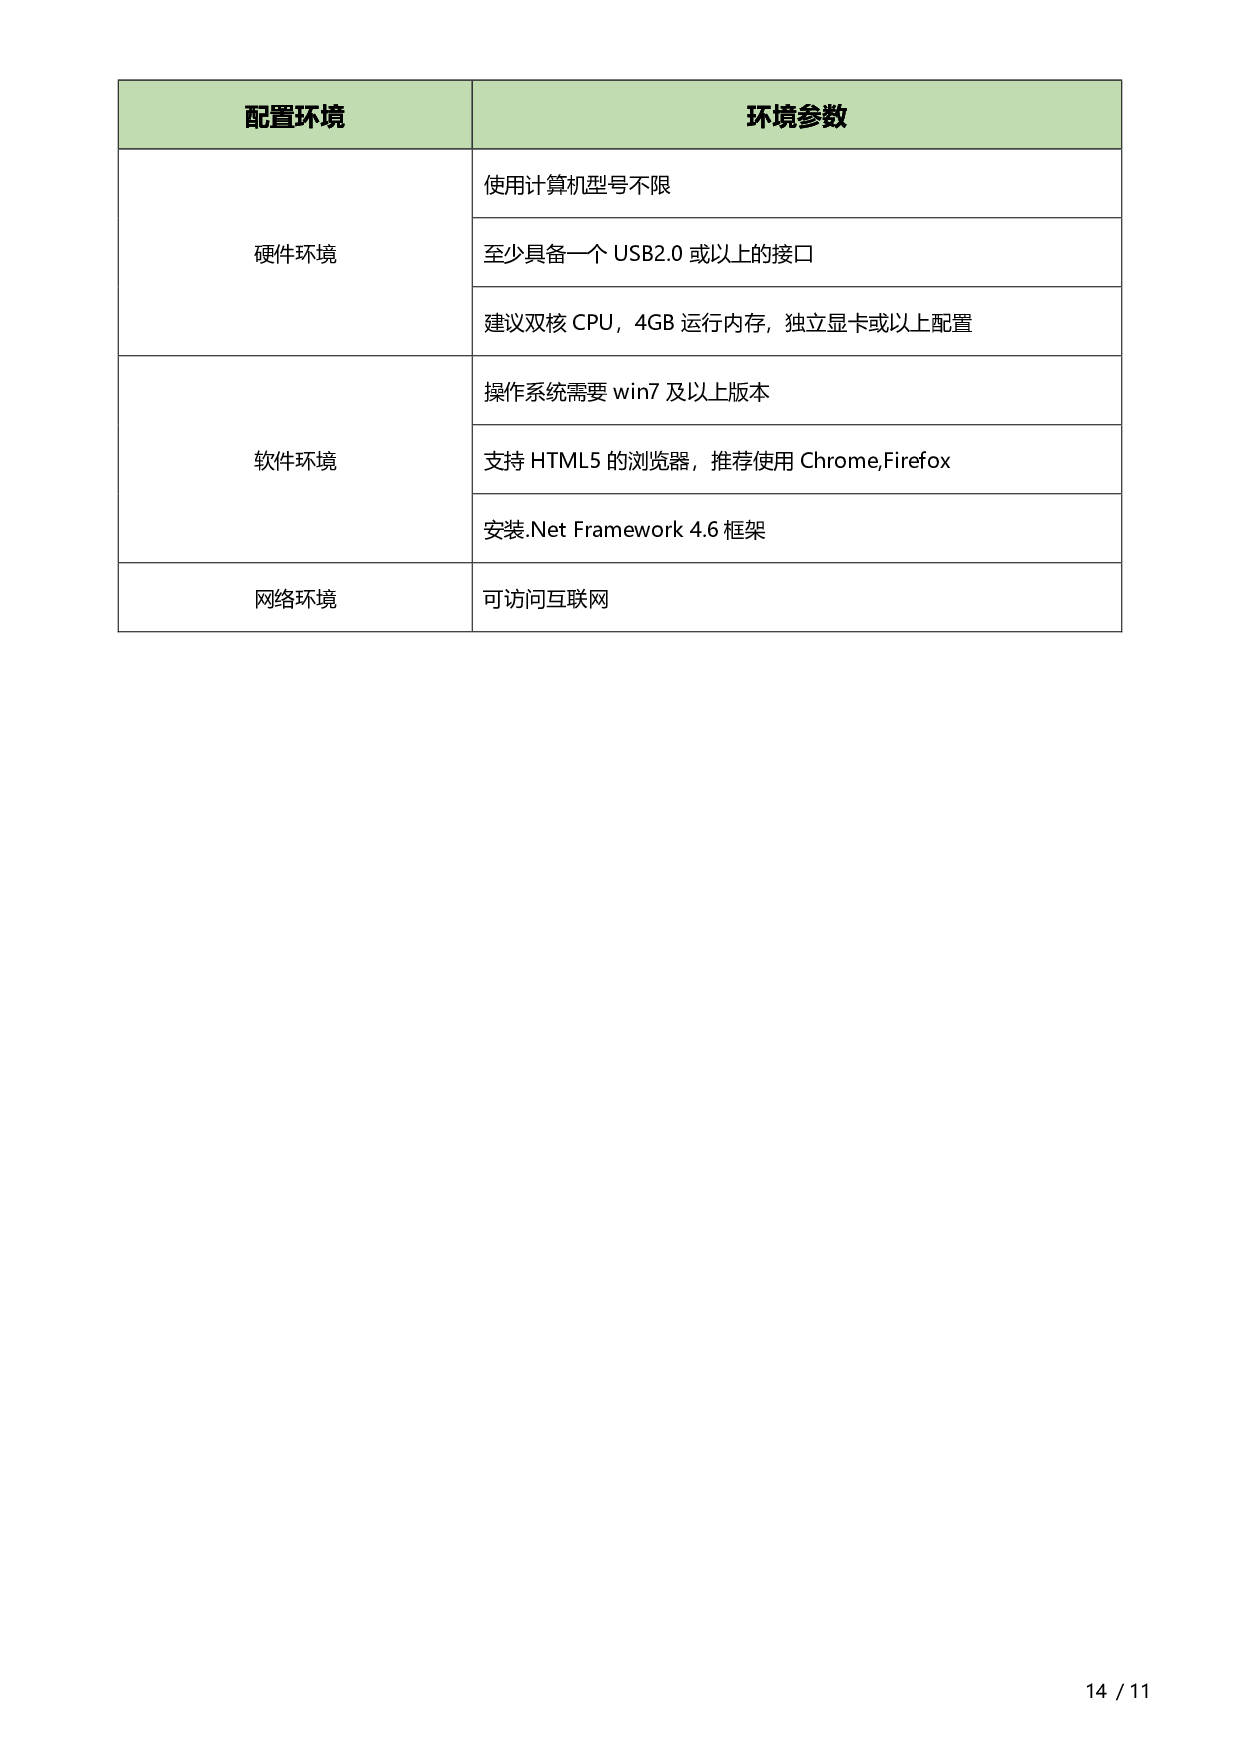 配置环境 环境参数
使用计算机型号不限
硬件环境 至少具备一个 USB2.0 或以上的接口
建议双核 CPU，4GB 运行内存，独立显卡或以上配置
操作系统需要 win7 及以上版本
软件环境 支持 HTML5 的浏览器，推荐使用 Chrome,Firefox
安装.Net Framework 4.6 框架
网络环境 可访问互联网
14 / 11